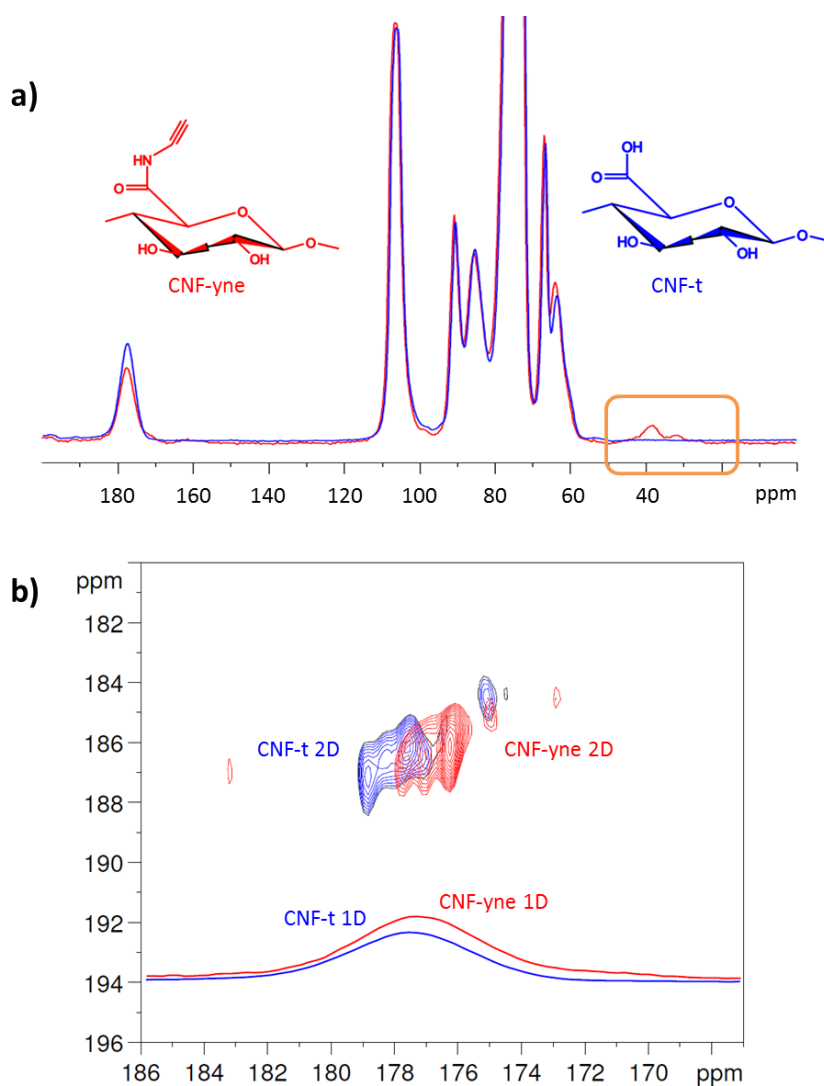 a)
HN
O
O
HO
OH
O
CNF-yne
OH
O
O
HO
OH
O
CNF-t
180 160 140 120 100 80 60 40 ppm
b)
ppm
182
184
186
188
190
192
194
196
CNF-t 2D
CNF-yne 2D
CNF-t 1D
CNF-yne 1D
186 184 182 180 178 176 174 172 170 ppm